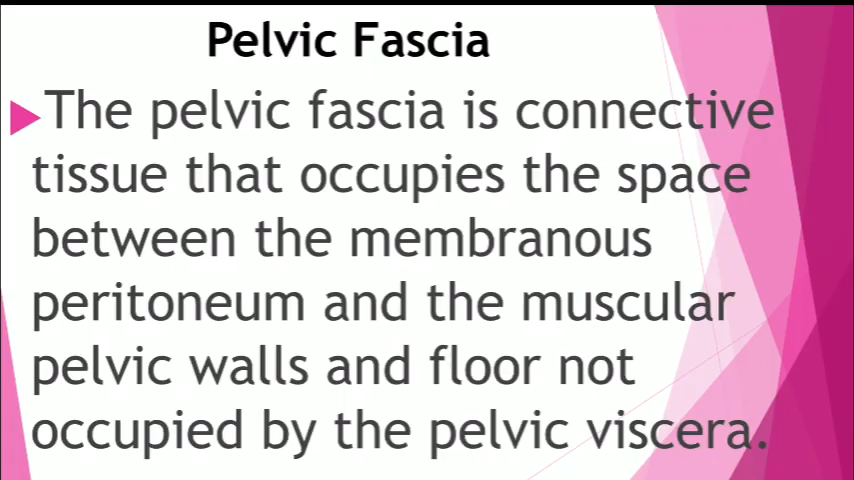 Pelvic Fascia
The pelvic fascia is connective
tissue that occupies the space
between the membranous
peritoneum and the muscular
pelvic walls and floor not
occupied by the pelvic viscera.